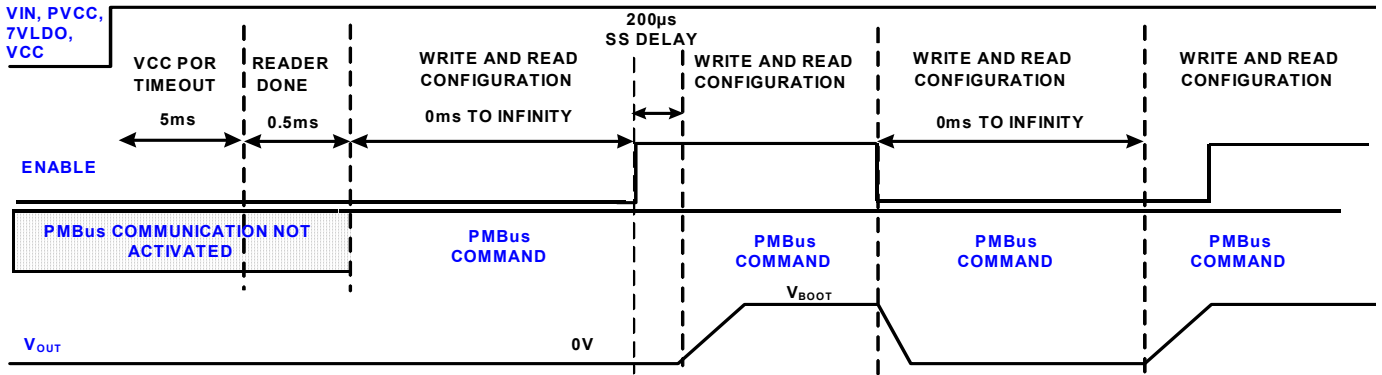 VIN, PVCC,
7VLDO,
VCC
VCC POR
TIMEOUT
5ms
READER
DONE
0.5ms
WRITE AND READ
CONFIGURATION
0ms TO INFINITY
200µs
SS DELAY
WRITE AND READ
CONFIGURATION
WRITE AND READ
CONFIGURATION
0ms TO INFINITY
WRITE AND READ
CONFIGURATION
ENABLE
PMBus COMMUNICATION NOT
ACTIVATED
PMBus
COMMAND
PMBus
COMMAND
PMBus
COMMAND
PMBus
COMMAND
VBOOT
VOUT
0V